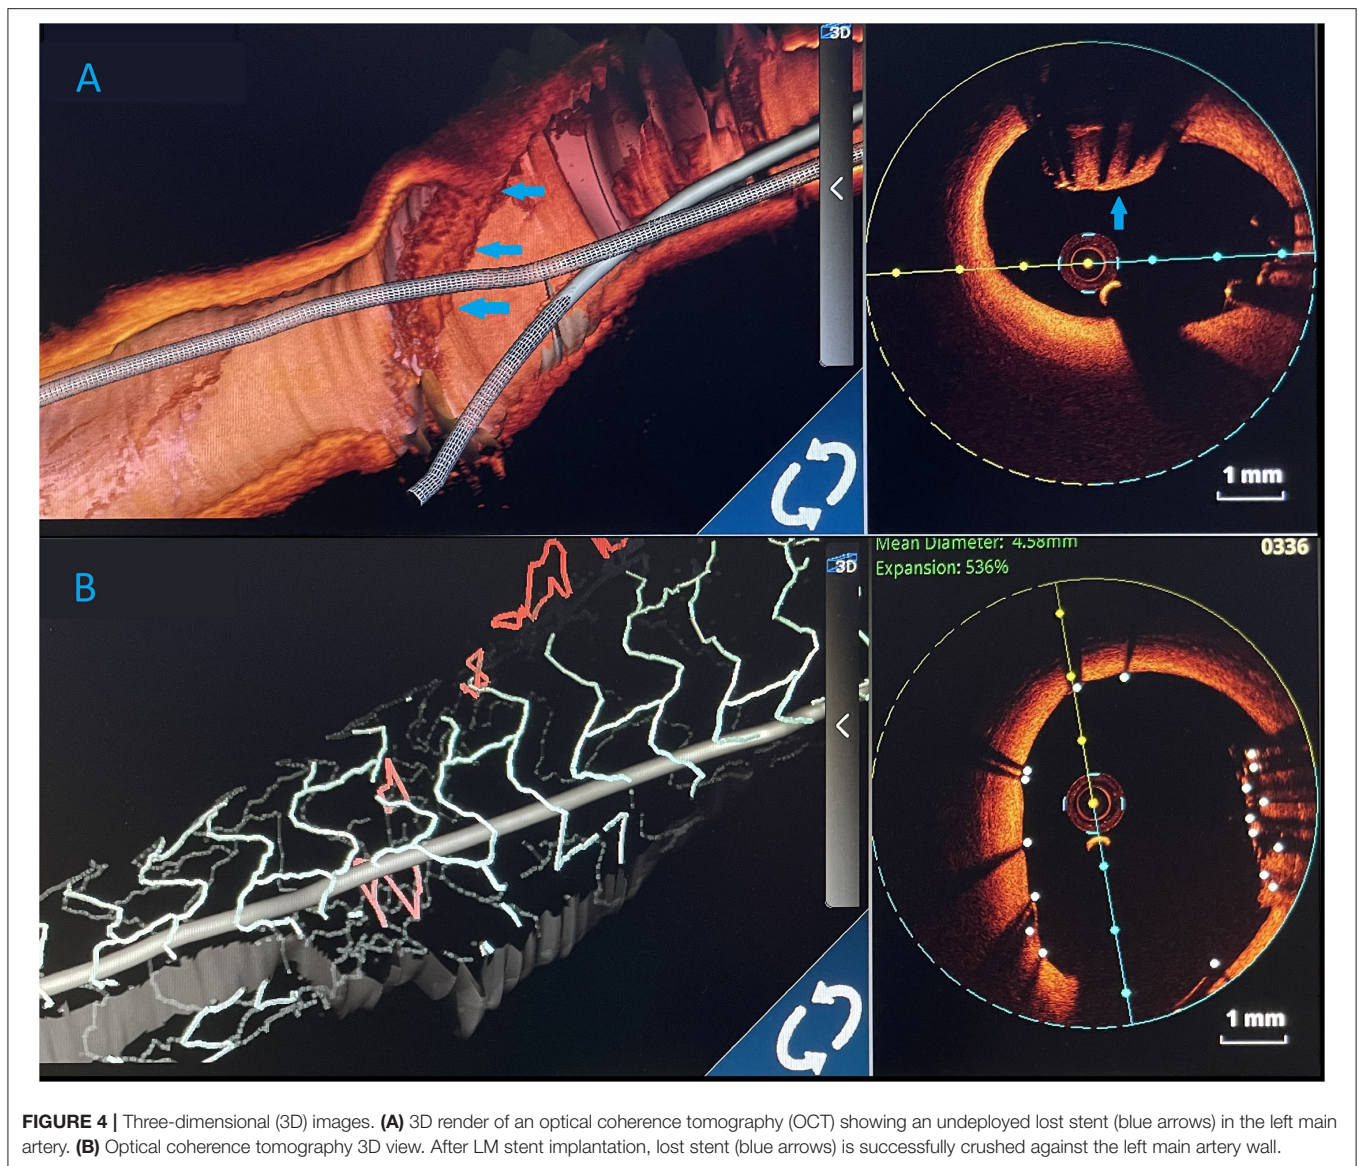 A
3D
1 mm
B
3D
Mean Diameter: 4.58mm
Expansion: 536%
0336
1 mm
FIGURE 4 | Three-dimensional (3D) images. (A) 3D render of an optical coherence tomography (OCT) showing an undeployed lost stent (blue arrows) in the left main
artery. (B) Optical coherence tomography 3D view. After LM stent implantation, lost stent (blue arrows) is successfully crushed against the left main artery wall.